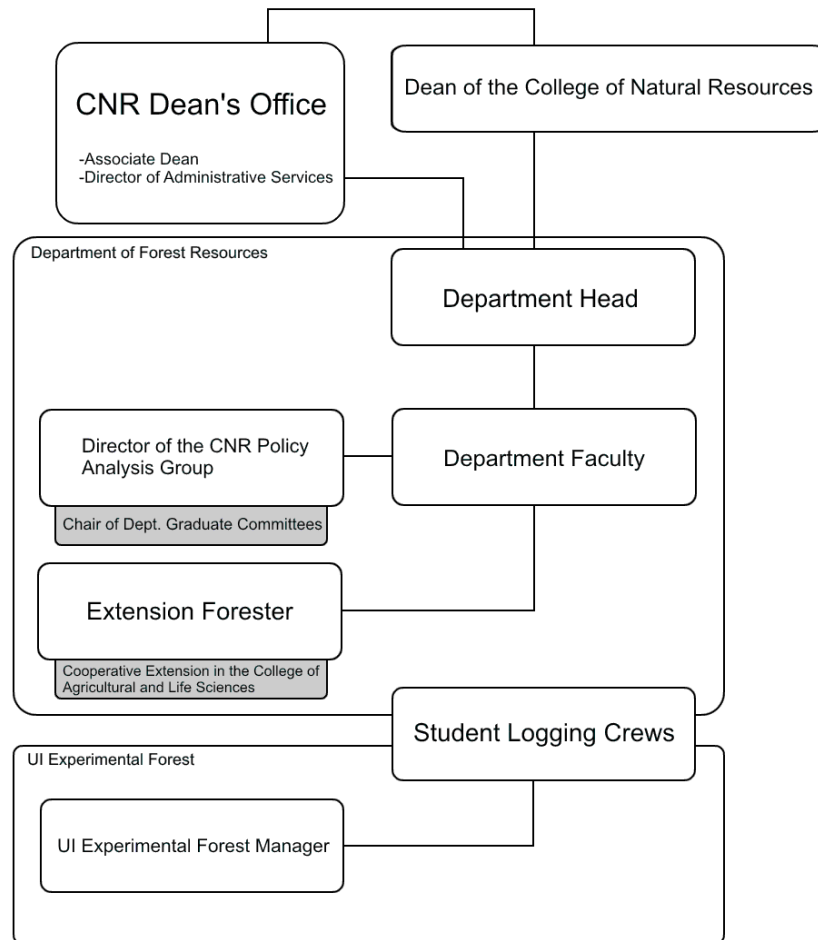 CNR Dean's Office
-Associate Dean
-Director of Administrative Services
Dean of the College of Natural Resources
Department of Forest Resources
Department Head
Director of the CNR Policy
Analysis Group
Chair of Dept. Graduate Committees
Department Faculty
Extension Forester
Cooperative Extension in the College of
Agricultural and Life Sciences
Student Logging Crews
UI Experimental Forest
UI Experimental Forest Manager